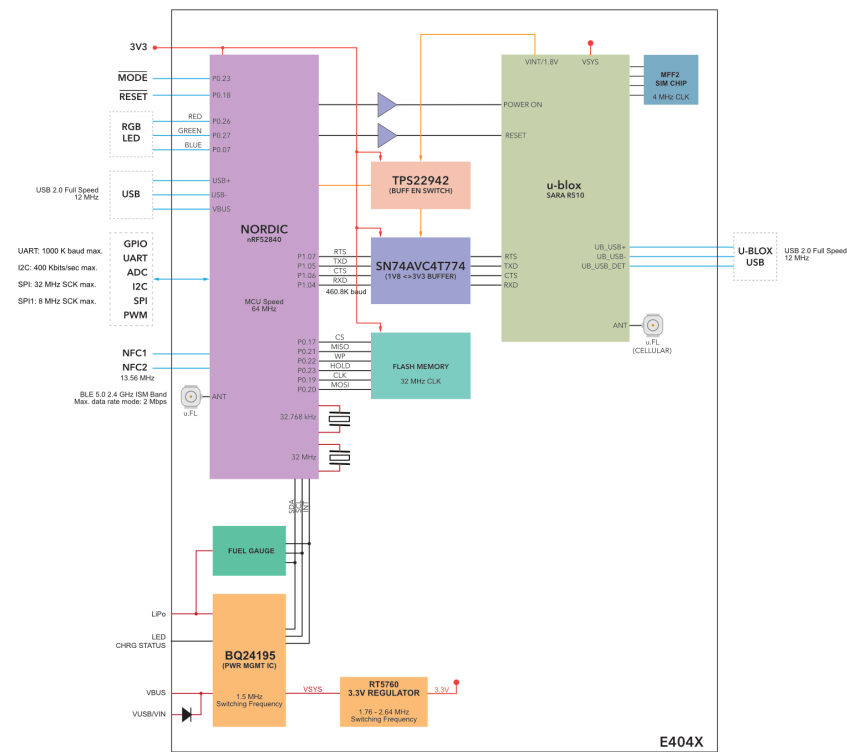 3V3
MODE
RESET
RED
GREEN
BLUE
RGB
LED
USB 2.0 Full Speed
12 MHz
USB
UART: 1000 K baud max.
I2C: 400 Kbits/sec max.
SPI: 32 MHz SCK max.
SPI1: 8 MHz SCK max.
GPIO
UART
ADC
I2C
SPI
PWM
NFC1
NFC2
13.56 MHz
BLE 5.0 2.4 GHz ISM Band
Max. data rate mode: 2 Mbps
u.FL
P0.23
P0.18
P0.26
P0.27
P0.07
USB+
USB-
VBUS
NORDIC
nRF52840
MCU Speed
64 MHz
ANT
P1.07
P1.05
P1.06
P1.04
P0.17
P0.21
P0.22
P0.23
P0.19
P0.20
32.768 kHz
32 MHz
RTS
TXD
CTS
RXD
460.8K baud
CS
MISO
WP
HOLD
CLK
MOSI
TPS22942
(BUFF EN SWITCH)
SN74AVC4T774
(1V8 <>3V3 BUFFER)
FLASH MEMORY
32 MHz CLK
VINT/1.8V
VSYS
POWER ON
RESET
u-blox
SARA R510
RTS
TXD
CTS
RXD
UB_USB+
UB_USB-
UB_USB_DET
ANT
u.FL
(CELLULAR)
MFF2
SIM CHIP
4 MHz CLK
U-BLOX
USB
USB 2.0 Full Speed
12 MHz
SDA
SCL
INT
FUEL GAUGE
LiPo
LED
CHRG STATUS
VBUS
VUSB/VIN
BQ24195
(PWR MGMT IC)
1.5 MHz
Switching Frequency
VSYS
RT5760
3.3V REGULATOR
1.76 - 2.64 MHz
Switching Frequency
3.3V
E404X